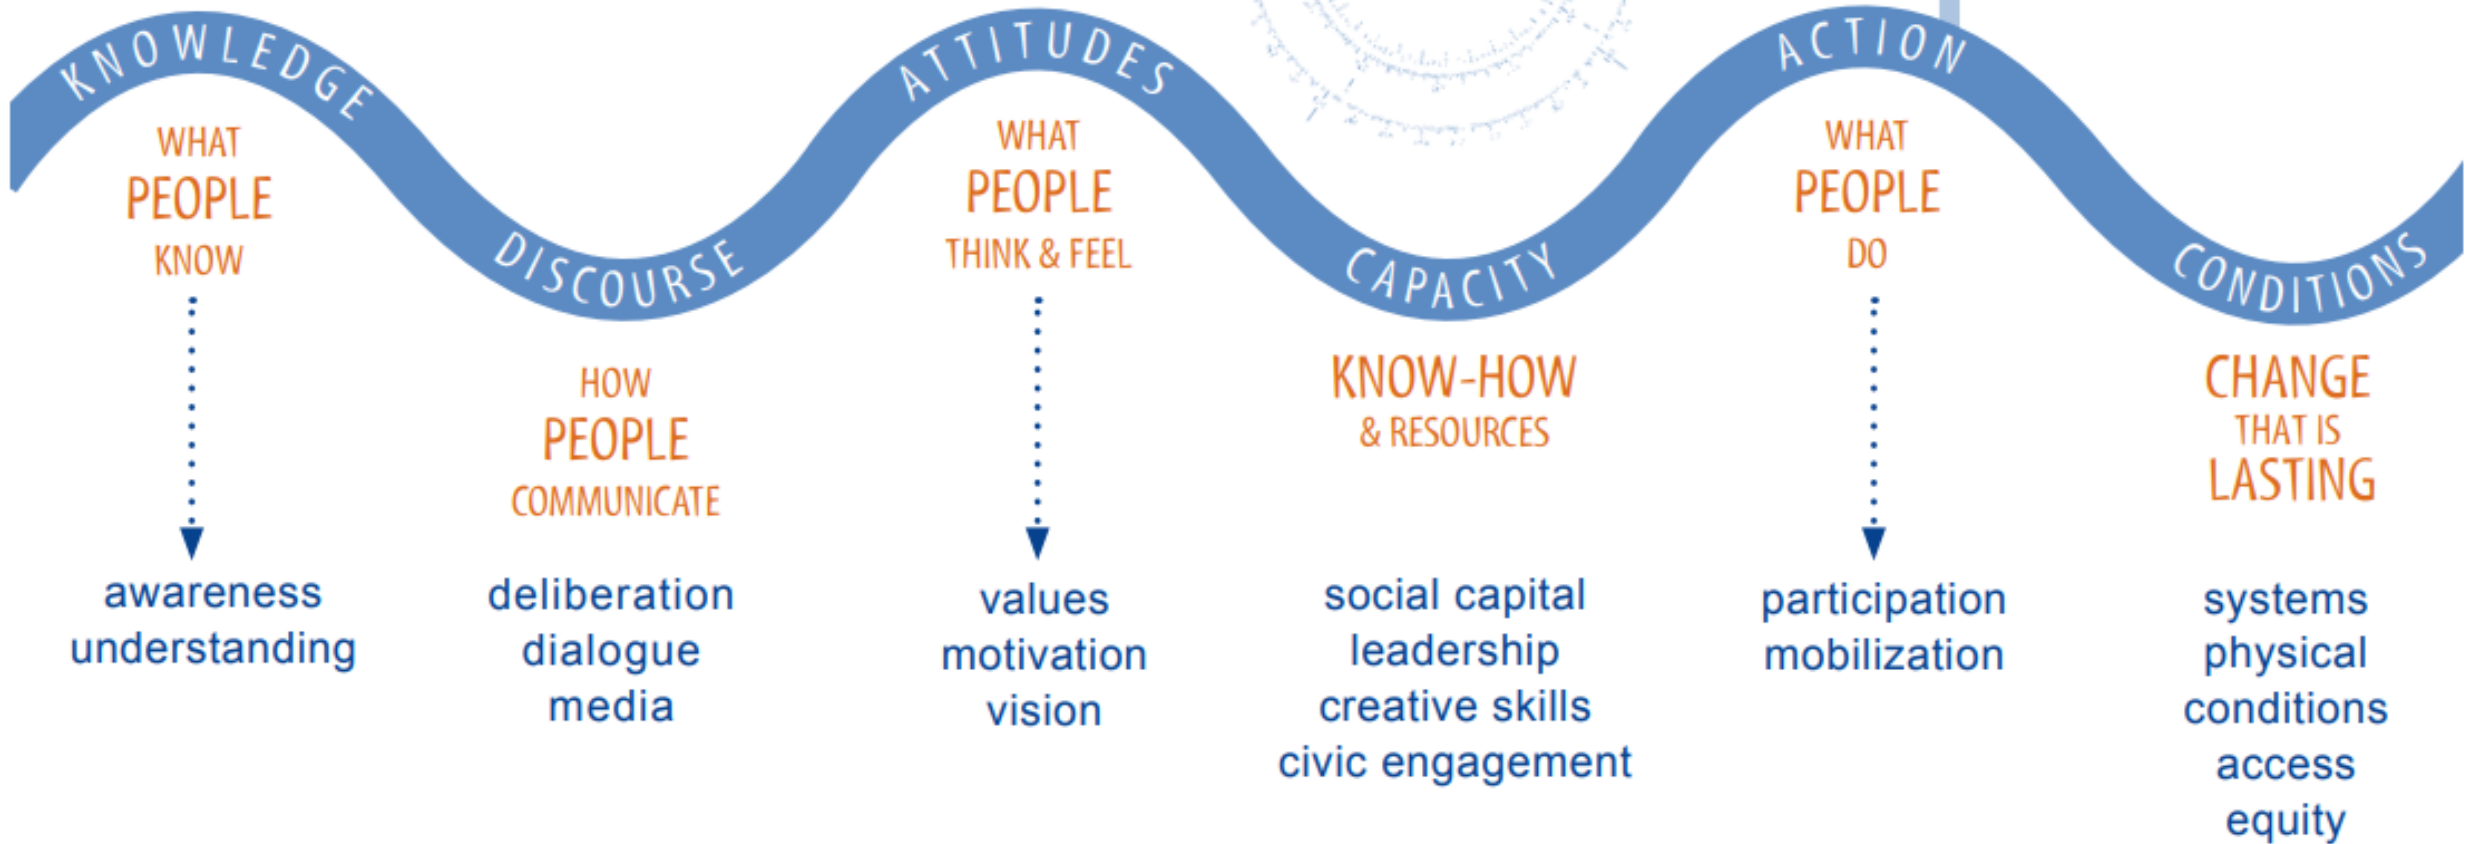 KNOWLEDGE
WHAT
PEOPLE
KNOW
awareness
understanding
DISCOURSE
HOW
PEOPLE
COMMUNICATE
deliberation
dialogue
media
ATTITUDES
WHAT
PEOPLE
THINK & FEEL
values
motivation
vision
CAPACITY
KNOW-HOW
& RESOURCES
social capital
leadership
creative skills
civic engagement
ACTION
WHAT
PEOPLE
DO
participation
mobilization
CONDITIONS
CHANGE
THAT IS
LASTING
systems
physical
conditions
access
equity